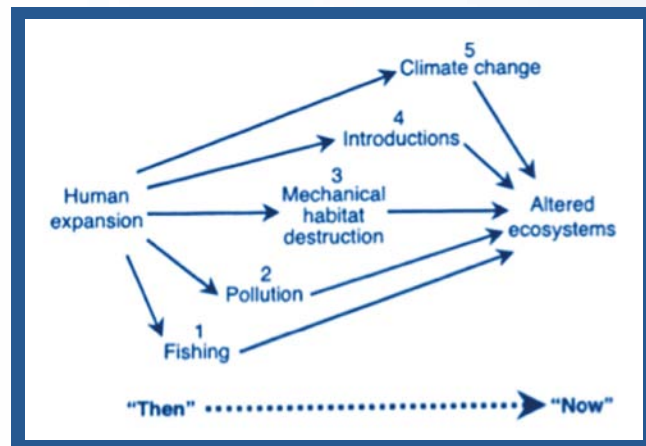 5
Climate change
4
Introductions
3
Mechanical
habitat
destruction
Human
expansion
Altered
ecosystems
2
Pollution
1
Fishing
"Then"
"Now"